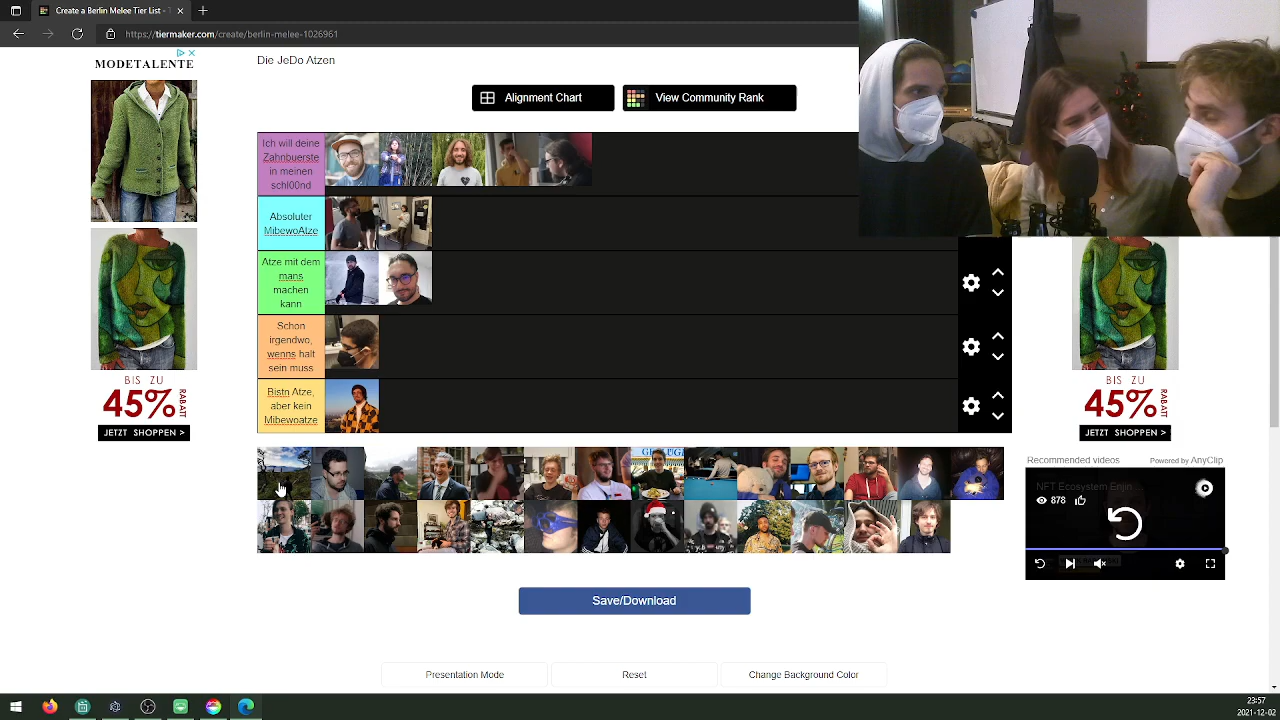 Create a Berlin Melee Tier List - T
https://tiermaker.com/create/berlin-melee-1026961
MODETALENTE
Die JeDo Atzen
Alignment Chart
View Community Rank
Ich will deine
Zahnbuerste
in meinen
schl00nd
Absoluter
MibewoAtze
Atze mit dem
mans
machen
kann
Schon
irgendwo,
wenns halt
sein muss
Bistn Atze,
aber kein
Mibewoatze
BIS ZU
45%
RABATT
JETZT SHOPPEN >
BIS ZU
45%
RABATT
JETZT SHOPPEN >
Recommended videos
Powered by AnyClip
NFT Ecosystem Enjin ...
878
Save/Download
Presentation Mode
Reset
Change Background Color
23:57
2021-12-02